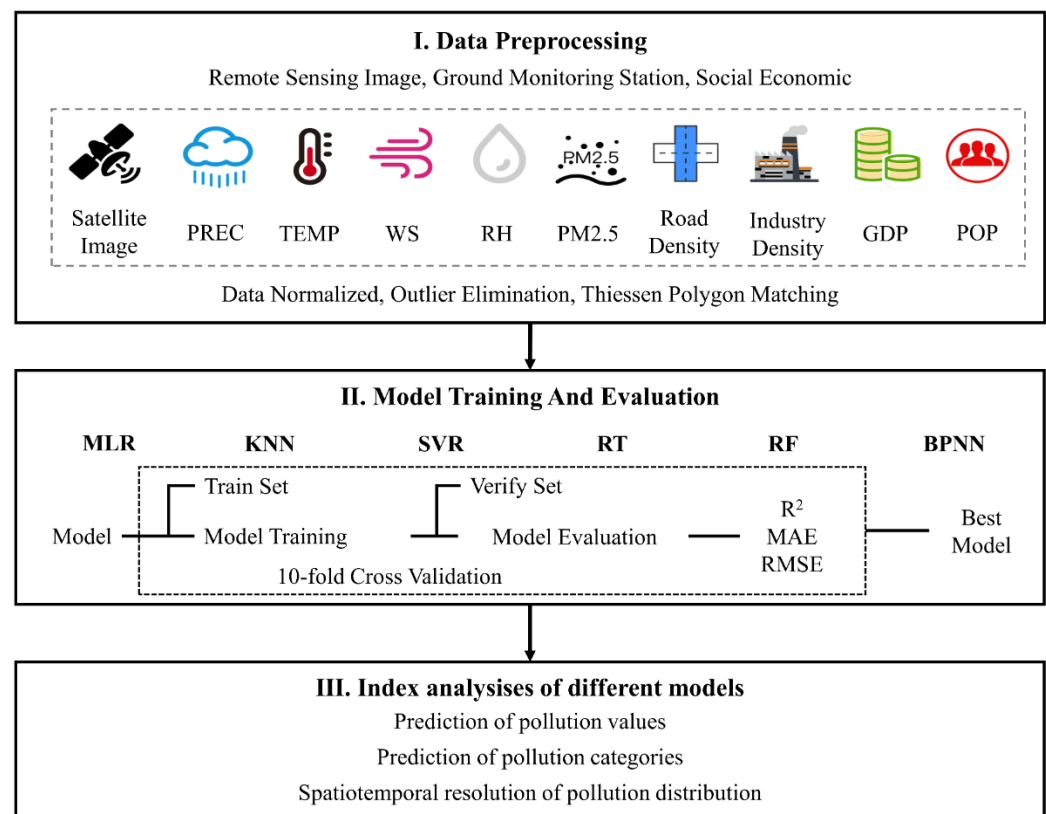 I. Data Preprocessing
Remote Sensing Image, Ground Monitoring Station, Social Economic
PM2.5
Satellite Image PREC TEMP WS RH PM2.5 Road Density Industry Density GDP POP
Data Normalized, Outlier Elimination, Thiessen Polygon Matching
II. Model Training And Evaluation
MLR KNN SVR RT RF BPNN
Train Set Verify Set
Model Model Training Model Evaluation R² MAE RMSE Best Model
10-fold Cross Validation
III. Index analysises of different models
Prediction of pollution values
Prediction of pollution categories
Spatiotemporal resolution of pollution distribution